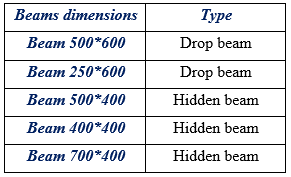 Beams dimensions Type
Beam 500*600 Drop beam
Beam 250*600 Drop beam
Beam 500*400 Hidden beam
Beam 400*400 Hidden beam
Beam 700*400 Hidden beam